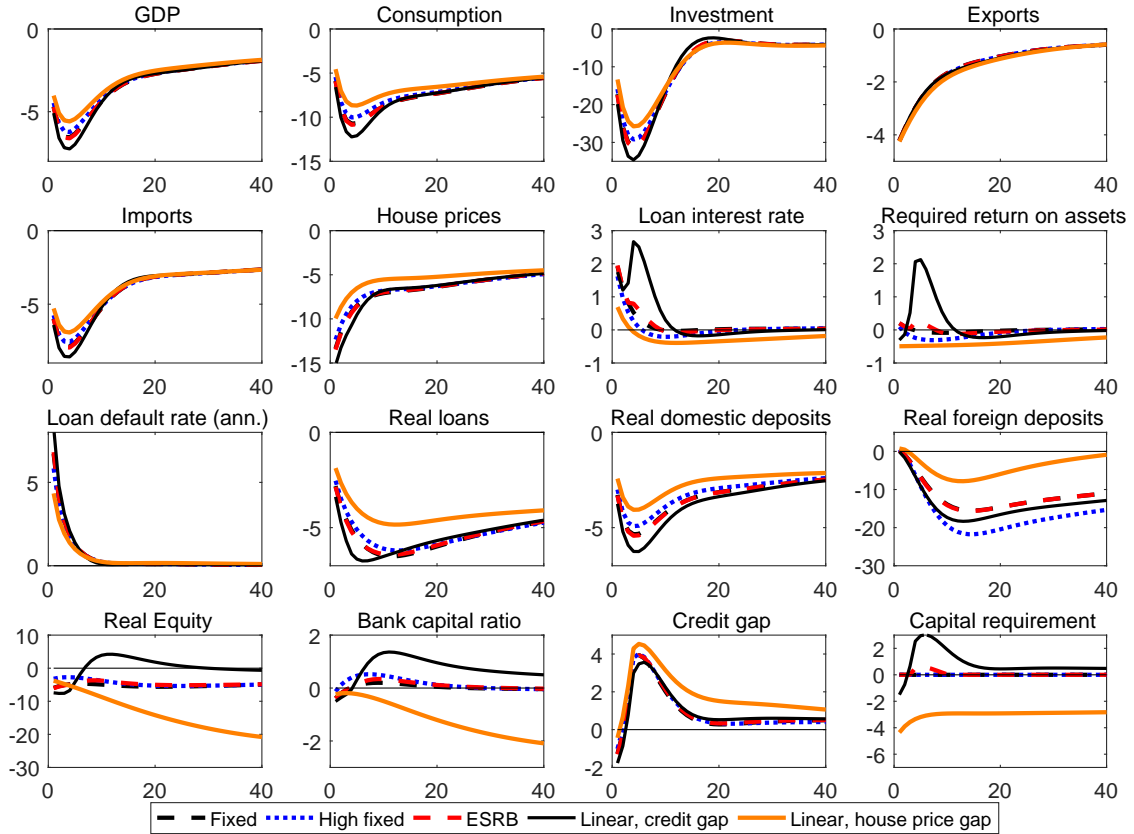 GDP Consumption Investment Exports
0 0 0 0
-5 -5 -10 -2
-10 -20 -4
-15 -30
0 20 40 0 20 40 0 20 40 0 20 40
Imports House prices Loan interest rate Required return on assets
0 0 3 3
-5 -5 2 2
-10 1 1
-15 0 0
-1 -1
0 20 40 0 20 40 0 20 40 0 20 40
Loan default rate (ann.) Real loans Real domestic deposits Real foreign deposits
5 0 0 0
0 -5 -5 -10
-20
-30
0 20 40 0 20 40 0 20 40 0 20 40
Real Equity Bank capital ratio Credit gap Capital requirement
10 2 4 2
0 0 2 0
-10 -2 0 -2
-20 -2 -4
-30 -6
0 20 40 0 20 40 0 20 40 0 20 40
Fixed High fixed ESRB Linear, credit gap Linear, house price gap